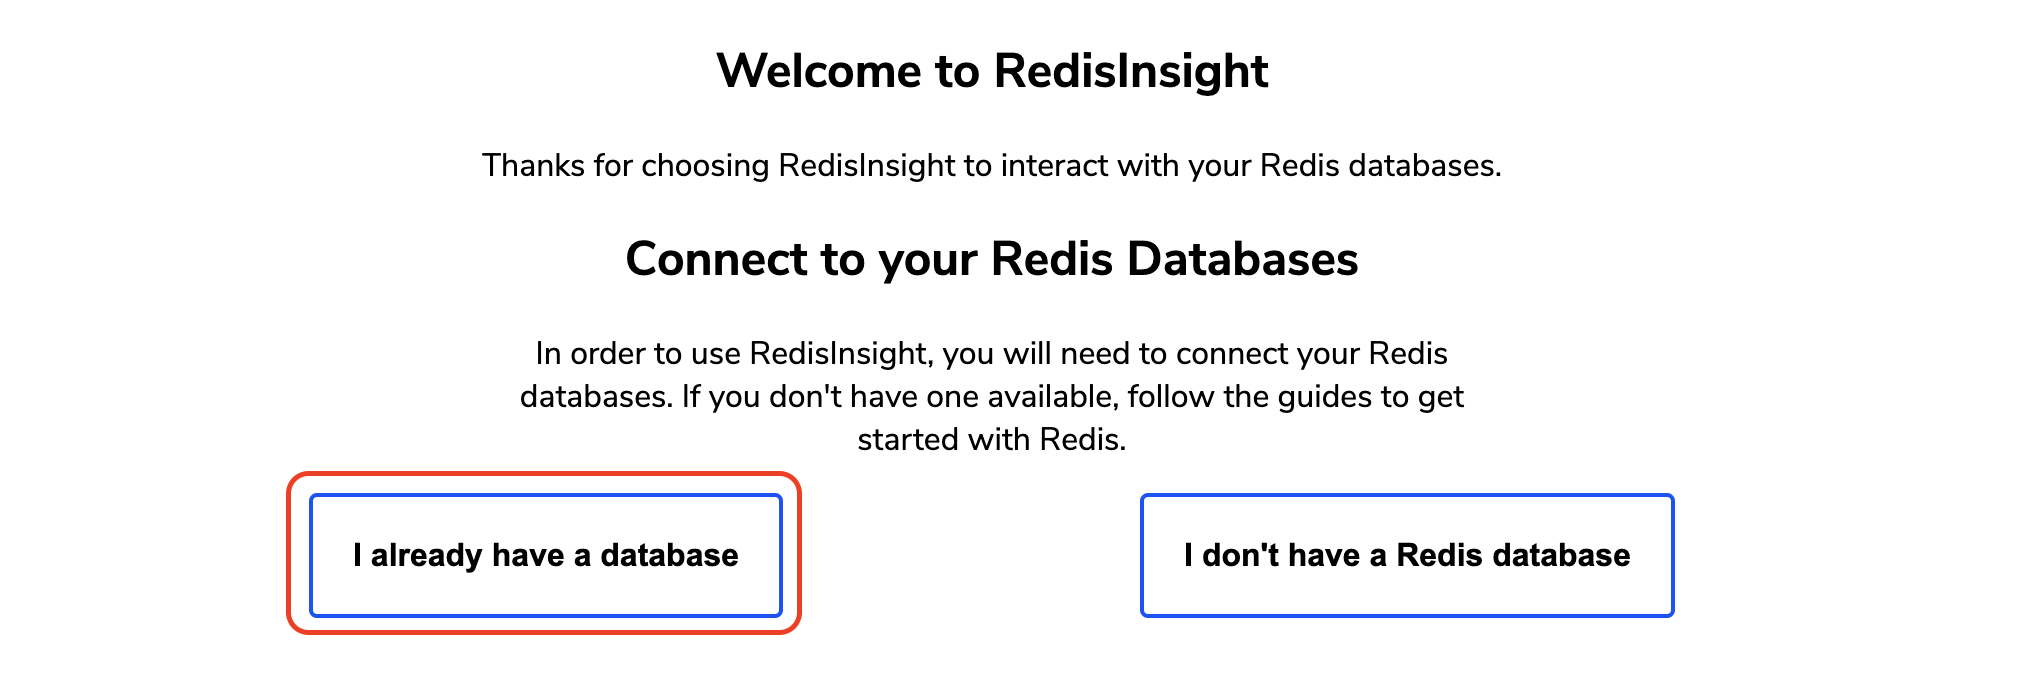 Welcome to RedisInsight
Thanks for choosing RedisInsight to interact with your Redis databases.
Connect to your Redis Databases
In order to use RedisInsight, you will need to connect your Redis
databases. If you don't have one available, follow the guides to get
started with Redis.
I already have a database
I don't have a Redis database